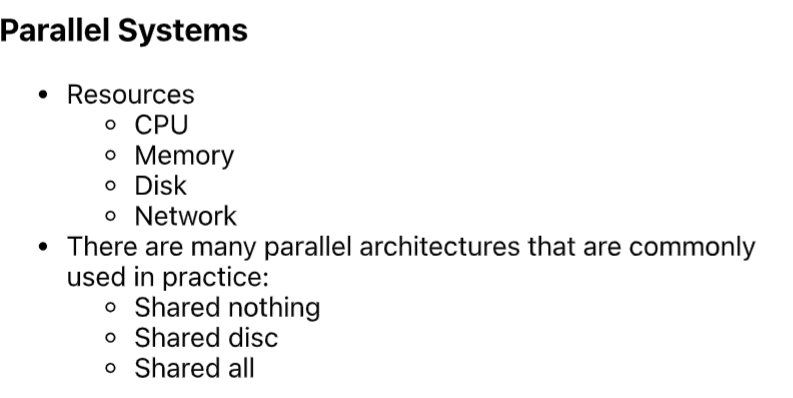 Parallel Systems
• Resources
◦ CPU
◦ Memory
◦ Disk
◦ Network
• There are many parallel architectures that are commonly
used in practice:
◦ Shared nothing
◦ Shared disc
◦ Shared all